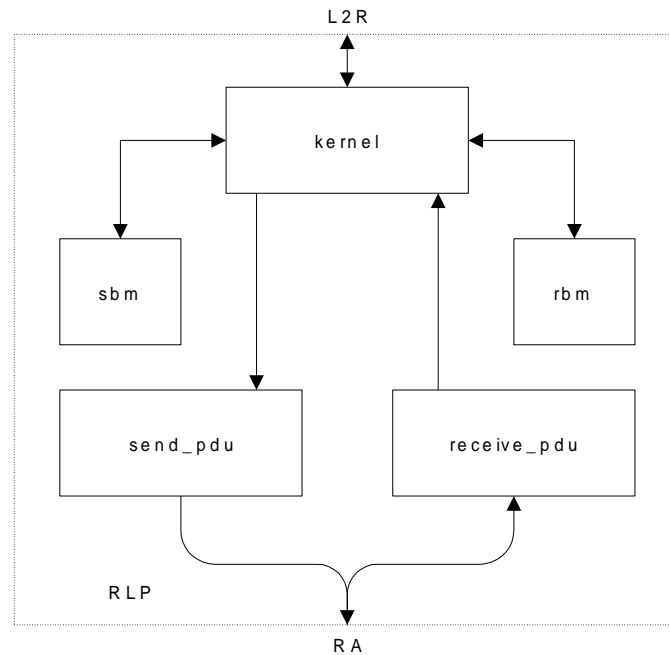 L2R
kernel
sbm
rbm
send_pdu
receive_pdu
RLP
RA